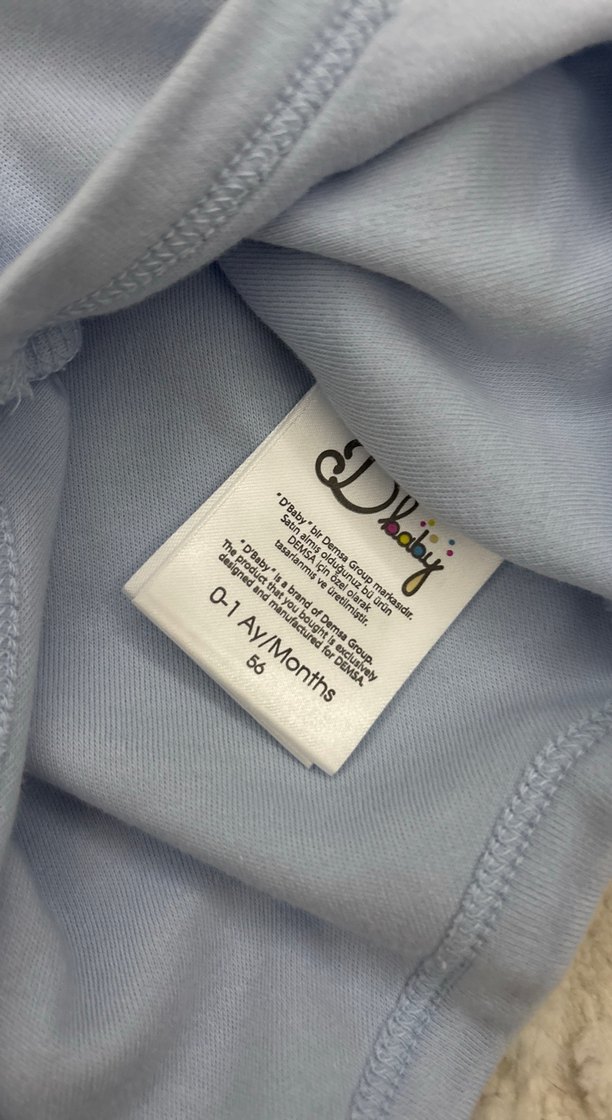 D'baby
"D'Baby" bir Demsa Group markasıdır.
Satın almış olduğunuz bu ürün
DEMSA için özel olarak
tasarlanmış ve üretilmiştir.
"D'Baby" is a brand of Demsa Group.
The product that you bought is exclusively
designed and manufactured for DEMSA.
0-1 Ay/Months
56